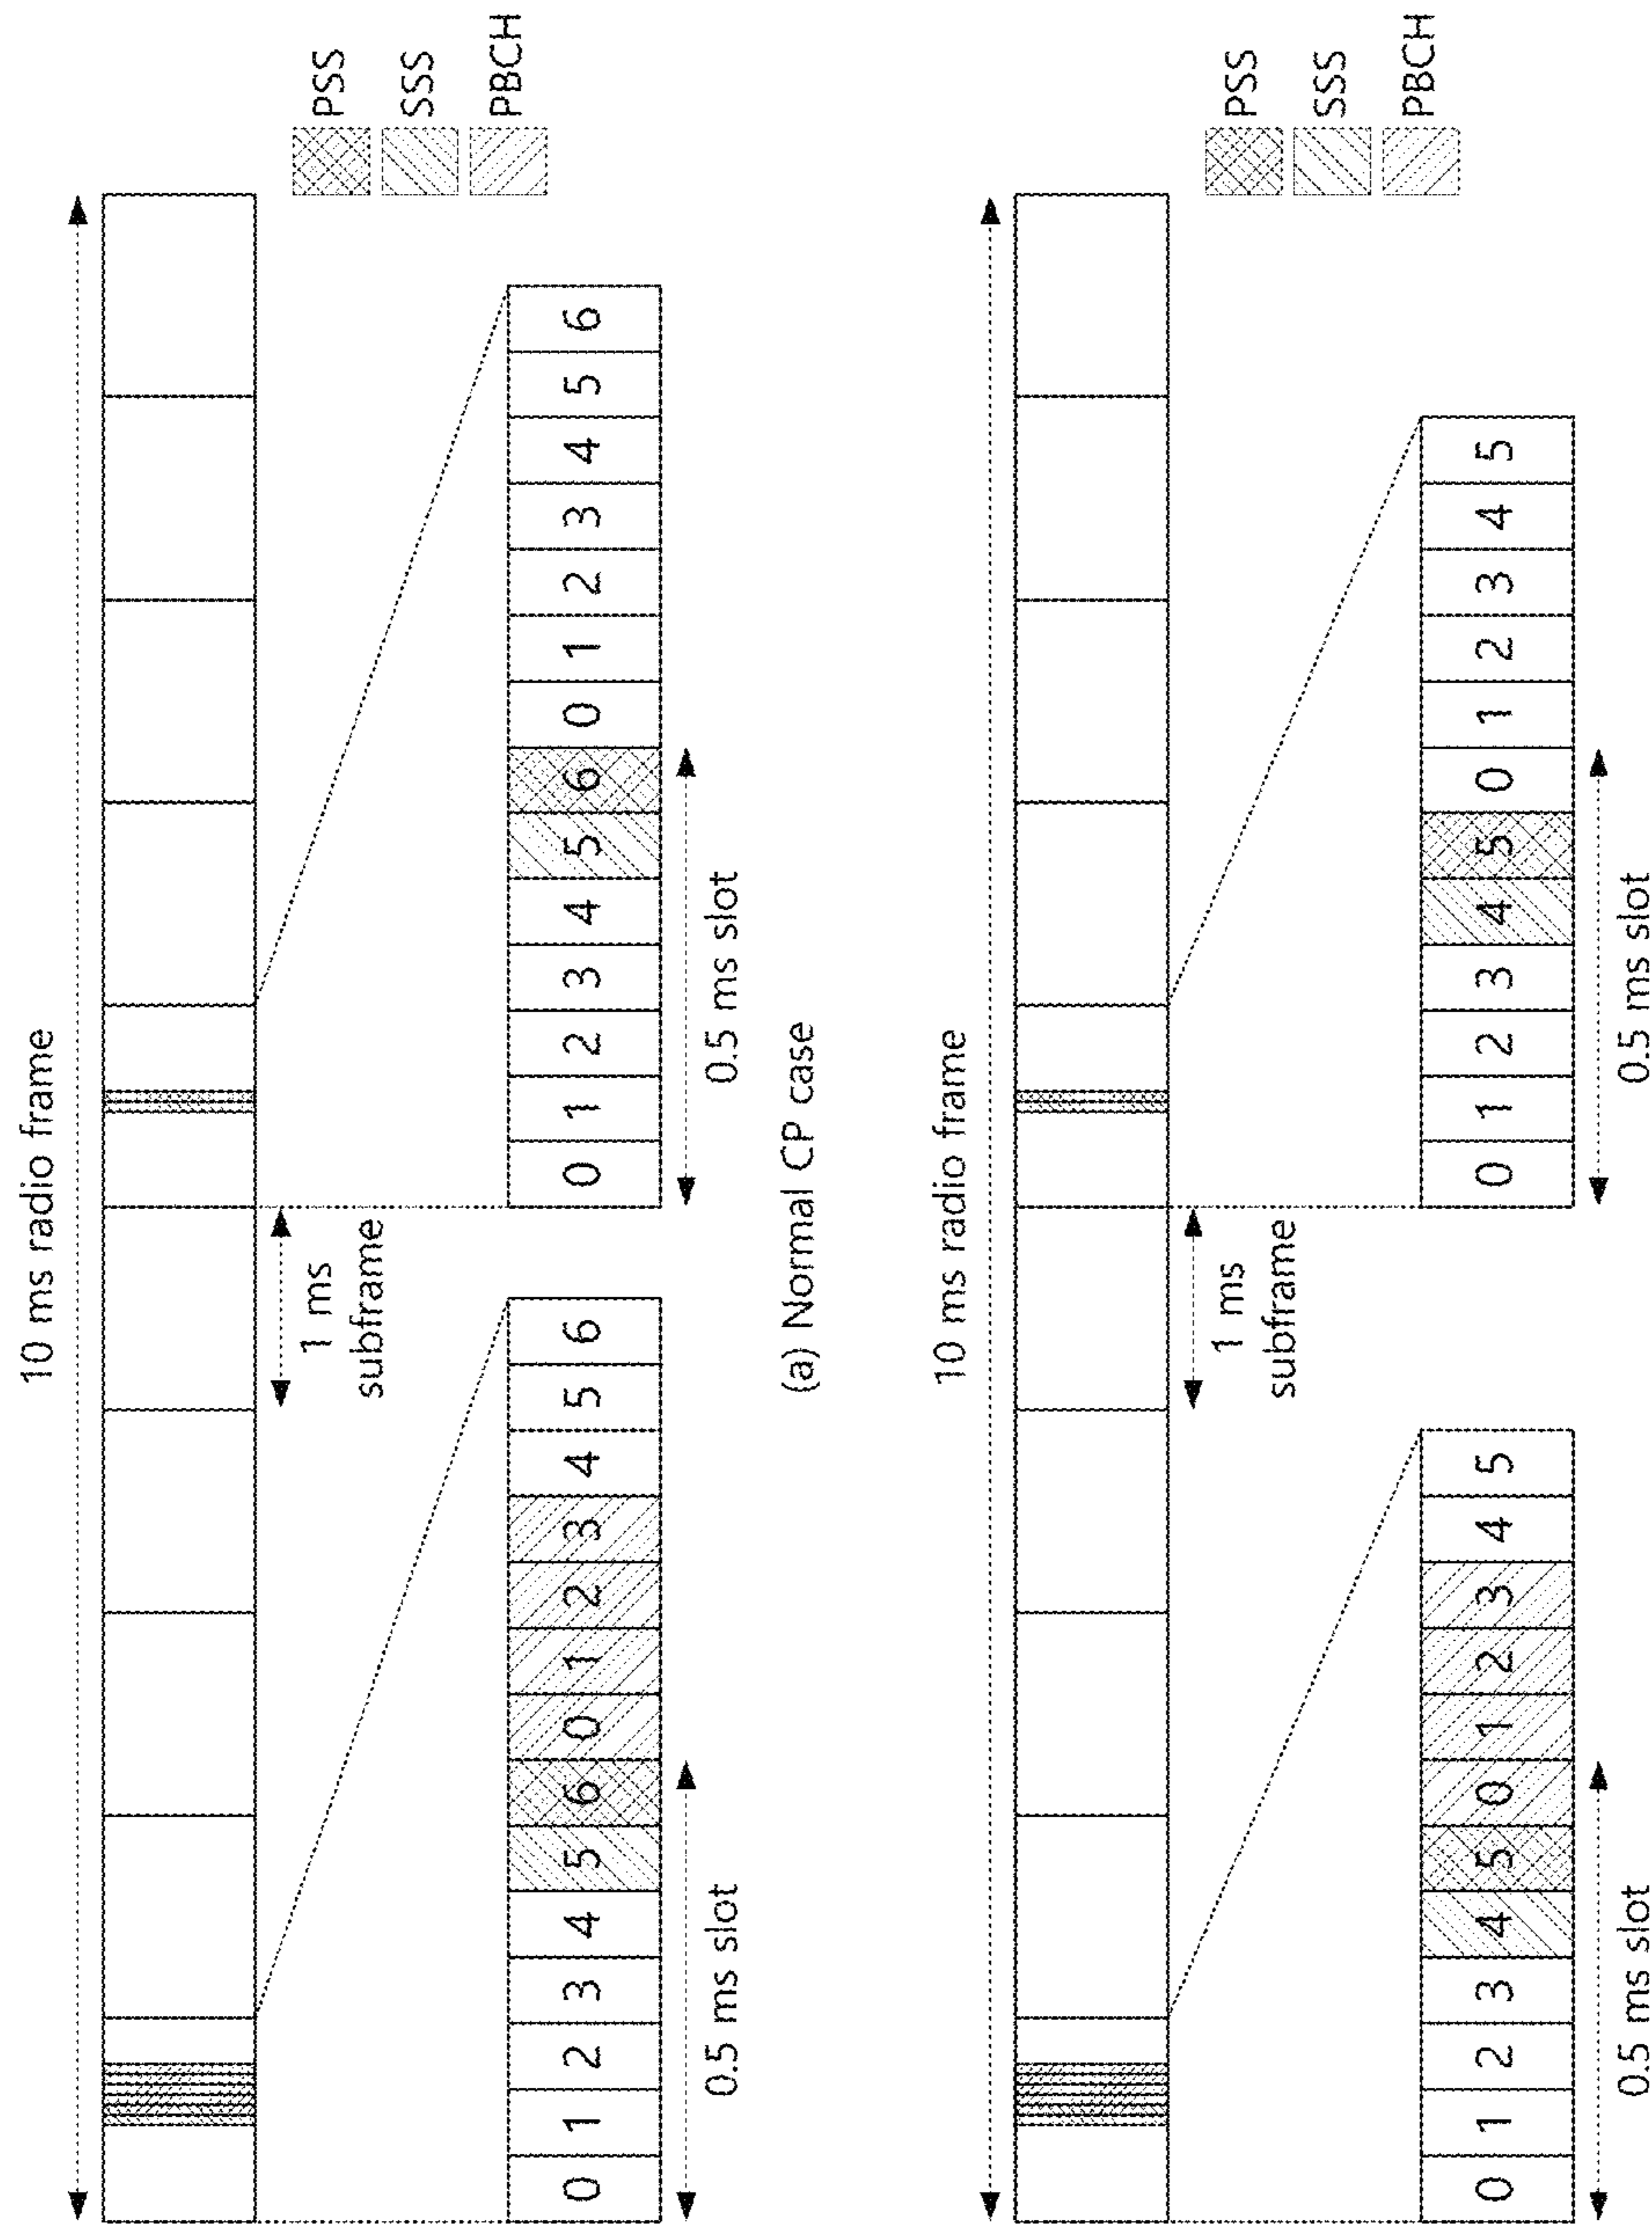 10 ms radio frame
PSS
SSS
PBCH
1 ms
subframe
0 1 2 3 4 5 6 0 1 2 3 4 5 6
0 1 2 3 4 5 6 0 1 2 3 4 5 6
0.5 ms slot
0.5 ms slot
(a) Normal CP case
10 ms radio frame
PSS
SSS
PBCH
1 ms
subframe
0 1 2 3 4 5 0 1 2 3 4 5
0 1 2 3 4 5 0 1 2 3 4 5
0.5 ms slot
0.5 ms slot